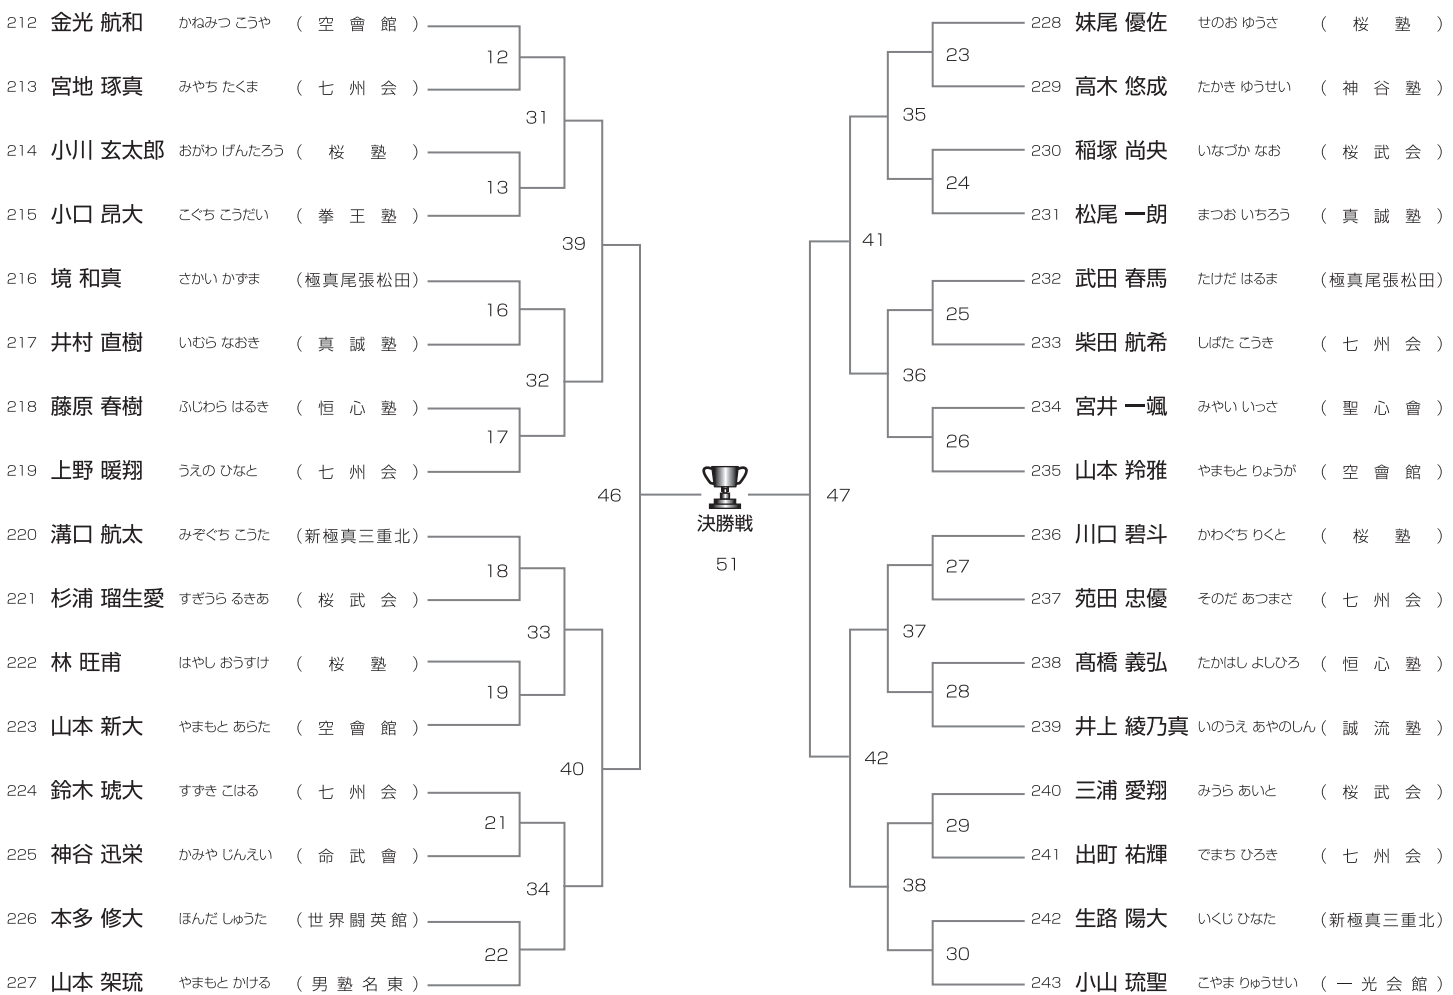 212 金光 航和 かねみつ こうや (空會館)
213 宮地 琢真 みやち たくま (七州会)
214 小川 玄太郎 おがわ げんたろう (桜塾)
215 小口 昂大 こぐち こうだい (拳王塾)
216 境 和真 さかい かずま (極真尾張松田)
217 井村 直樹 いむら なおき (真誠塾)
218 藤原 春樹 ふじわら はるき (恒心塾)
219 上野 暖翔 うえの ひなと (七州会)
220 溝口 航太 みぞぐち こうた (新極真三重北)
221 杉浦 瑠生愛 すぎうら るきあ (桜武会)
222 林 旺甫 はやし おうすけ (桜塾)
223 山本 新大 やまもと あらた (空會館)
224 鈴木 琥大 すずき こはる (七州会)
225 神谷 迅栄 かみや じんえい (命武會)
226 本多 修大 ほんだ しゅうた (世界闘英館)
227 山本 架琉 やまもと かける (男塾名東)
12
13
16
17
18
19
21
22
31
32
33
34
39
40
46
決勝戦
51
47
41
42
35
36
37
38
23
24
25
26
27
28
29
30
228 妹尾 優佐 せのお ゆうさ (桜塾)
229 高木 悠成 たかき ゆうせい (神谷塾)
230 稲塚 尚央 いなづか なお (桜武会)
231 松尾 一朗 まつお いちろう (真誠塾)
232 武田 春馬 たけだ はるま (極真尾張松田)
233 柴田 航希 しばた こうき (七州会)
234 宮井 一颯 みやい いっさ (聖心會)
235 山本 羚雅 やまもと りょうが (空會館)
236 川口 碧斗 かわぐち りくと (桜塾)
237 苑田 忠優 そのだ あつまさ (七州会)
238 髙橋 義弘 たかはし よしひろ (恒心塾)
239 井上 綾乃真 いのうえ あやのしん (誠流塾)
240 三浦 愛翔 みうら あいと (桜武会)
241 出町 祐輝 でまち ひろき (七州会)
242 生路 陽大 いくじ ひなた (新極真三重北)
243 小山 琉聖 こやま りゅうせい (一光会館)